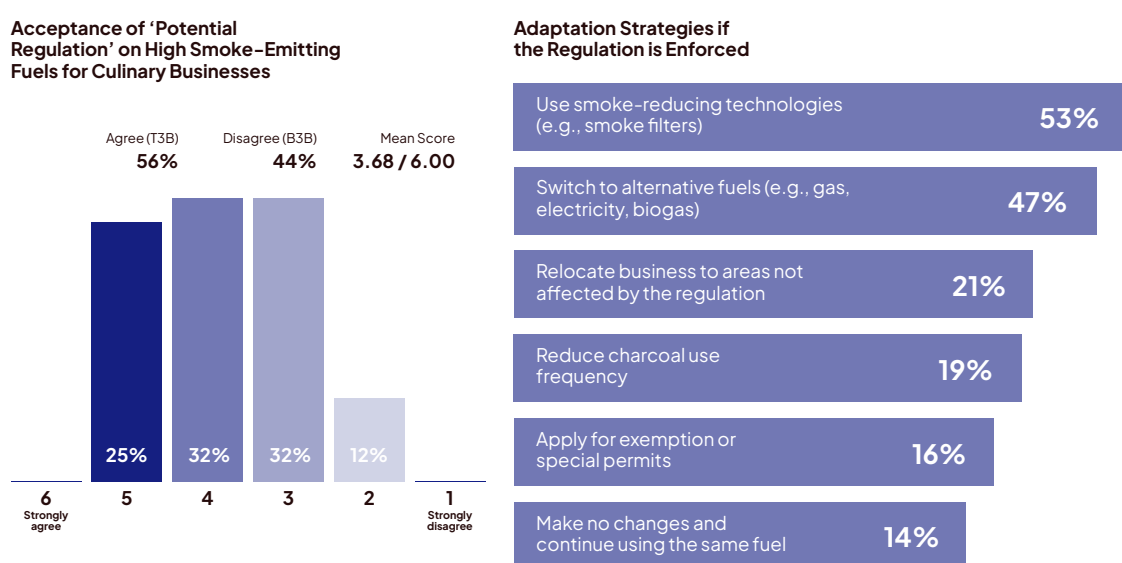 Acceptance of ‘Potential
Regulation’ on High Smoke-Emitting
Fuels for Culinary Businesses
Agree (T3B)
56%
Disagree (B3B)
44%
Mean Score
3.68 / 6.00
25%
32%
32%
12%
6
Strongly
agree
5
4
3
2
1
Strongly
disagree
Adaptation Strategies if
the Regulation is Enforced
Use smoke-reducing technologies
(e.g., smoke filters)
53%
Switch to alternative fuels (e.g., gas,
electricity, biogas)
47%
Relocate business to areas not
affected by the regulation
21%
Reduce charcoal use
frequency
19%
Apply for exemption or
special permits
16%
Make no changes and
continue using the same fuel
14%